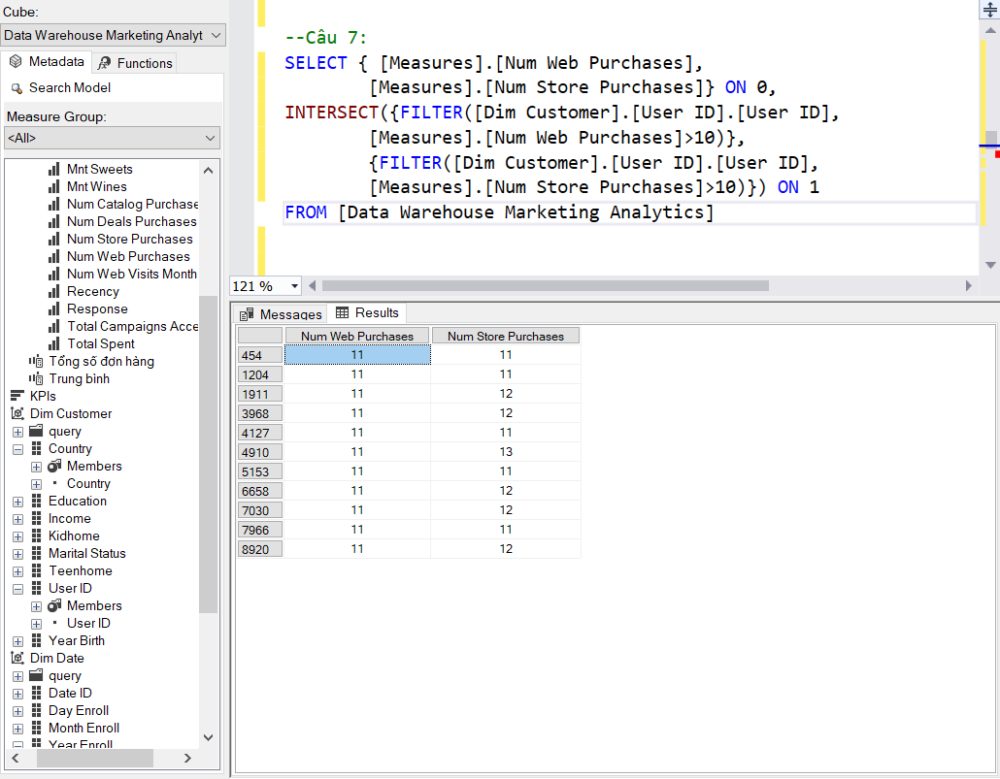 Cube:
Data Warehouse Marketing Analyt
Metadata Functions
Search Model
Measure Group:
<All>
Mnt Sweets
Mnt Wines
Num Catalog Purchase
Num Deals Purchases
Num Store Purchases
Num Web Purchases
Num Web Visits Month
Recency
Response
Total Campaigns Acce
Total Spent
Tổng số đơn hàng
Trung bình
KPIs
Dim Customer
query
Country
Members
Country
Education
Income
Kidhome
Marital Status
Teenhome
User ID
Members
User ID
Year Birth
Dim Date
query
Date ID
Day Enroll
Month Enroll
Year Enroll
--Câu 7:
SELECT { [Measures].[Num Web Purchases],
[Measures].[Num Store Purchases]} ON 0,
INTERSECT({FILTER([Dim Customer].[User ID].[User ID],
[Measures].[Num Web Purchases]>10)},
{FILTER([Dim Customer].[User ID].[User ID],
[Measures].[Num Store Purchases]>10)}) ON 1
FROM [Data Warehouse Marketing Analytics]
121 %
Messages Results
Num Web Purchases Num Store Purchases
454 11 11
1204 11 11
1911 11 12
3968 11 12
4127 11 11
4910 11 13
5153 11 11
6658 11 12
7030 11 12
7966 11 11
8920 11 12